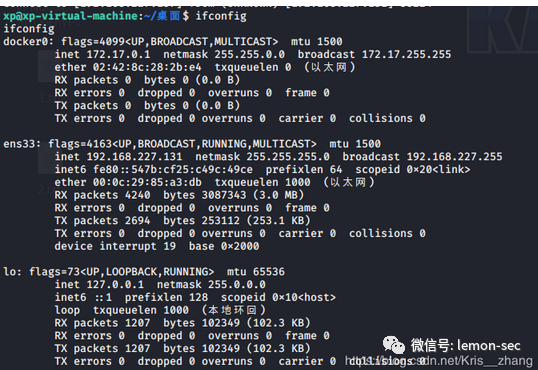 xp@xp-virtual-machine:~/桌面$ ifconfig
ifconfig
docker0: flags=4099<UP,BROADCAST,MULTICAST>  mtu 1500
inet 172.17.0.1  netmask 255.255.0.0  broadcast 172.17.255.255
ether 02:42:8c:28:2b:e4  txqueuelen 0  (以太网)
RX packets 0  bytes 0 (0.0 B)
RX errors 0  dropped 0  overruns 0  frame 0
TX packets 0  bytes 0 (0.0 B)
TX errors 0  dropped 0 overruns 0  carrier 0  collisions 0
ens33: flags=4163<UP,BROADCAST,RUNNING,MULTICAST>  mtu 1500
inet 192.168.227.131  netmask 255.255.255.0  broadcast 192.168.227.255
inet6 fe80::547b:cf25:c49c:49ce  prefixlen 64  scopeid 0×20<link>
ether 00:0c:29:85:a3:db  txqueuelen 1000  (以太网)
RX packets 4240  bytes 3087343 (3.0 MB)
RX errors 0  dropped 0  overruns 0  frame 0
TX packets 2694  bytes 253112 (253.1 KB)
TX errors 0  dropped 0 overruns 0  carrier 0  collisions 0
device interrupt 19  base 0×2000
lo: flags=73<UP,LOOPBACK,RUNNING>  mtu 65536
inet 127.0.0.1  netmask 255.0.0.0
inet6 ::1  prefixlen 128  scopeid 0×10<host>
loop  txqueuelen 1000  (本地环回)
RX packets 1207  bytes 102349 (102.3 KB)
RX errors 0  dropped 0  overruns 0  frame 0
TX packets 1207  bytes 102349 (102.3 KB)
TX errors 0  dropped 0 overruns 0  carrier 0  collisions 0
微信号: lemon-sec
https://blog.csdn.net/Kris__zhang